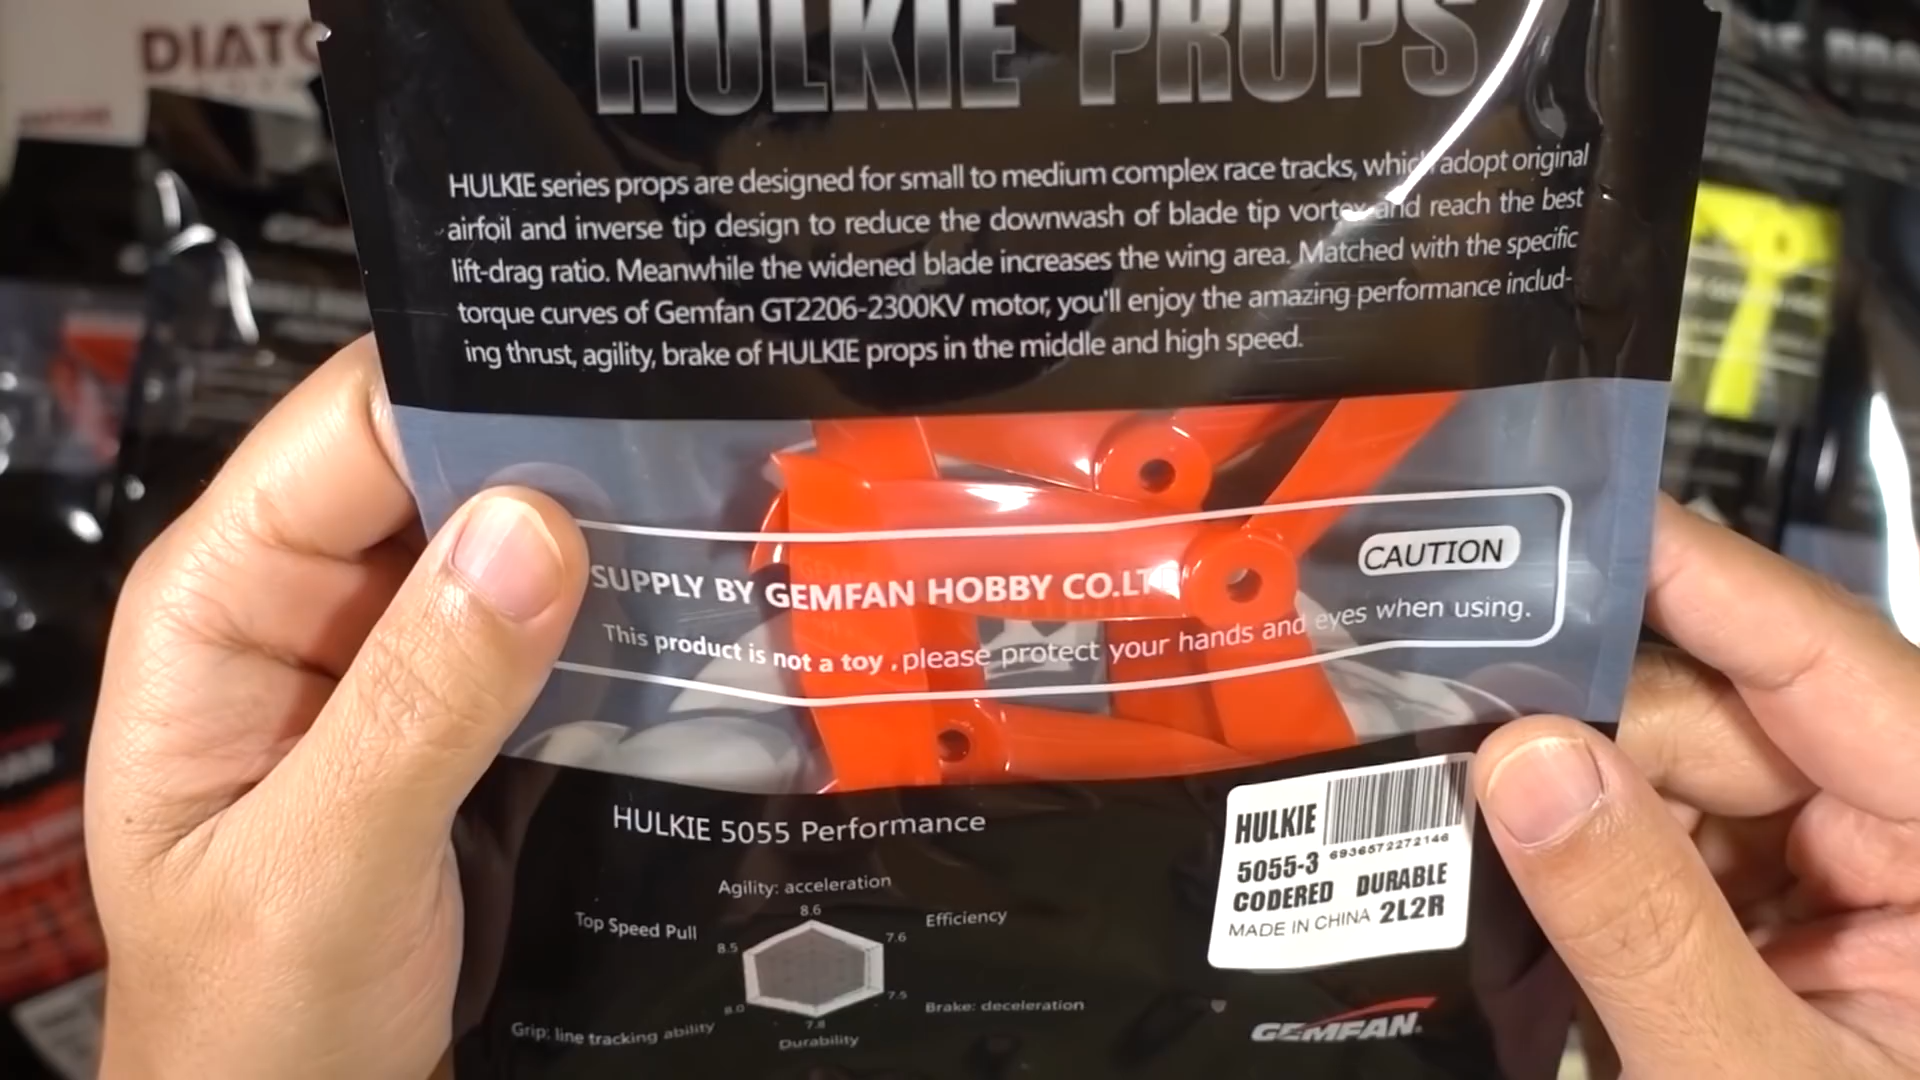 DIATO
HULKIE PROPS
HULKIE series props are designed for small to medium complex race tracks, which adopt original
airfoil and inverse tip design to reduce the downwash of blade tip vortex and reach the best
lift-drag ratio. Meanwhile the widened blade increases the wing area. Matched with the specific
torque curves of Gemfan GT2206-2300KV motor, you'll enjoy the amazing performance includ-
ing thrust, agility, brake of HULKIE props in the middle and high speed.
SUPPLY BY GEMFAN HOBBY CO.LT
CAUTION
This product is not a toy , please protect your hands and eyes when using.
HULKIE 5055 Performance
Agility: acceleration
8.6
Top Speed Pull
8.5
Efficiency
7.6
8.0
7.5
Brake: deceleration
Grip: line tracking ability
7.8
Durability
HULKIE
6936572272146
5055-3
CODERED DURABLE
MADE IN CHINA 2L2R
GEMFAN